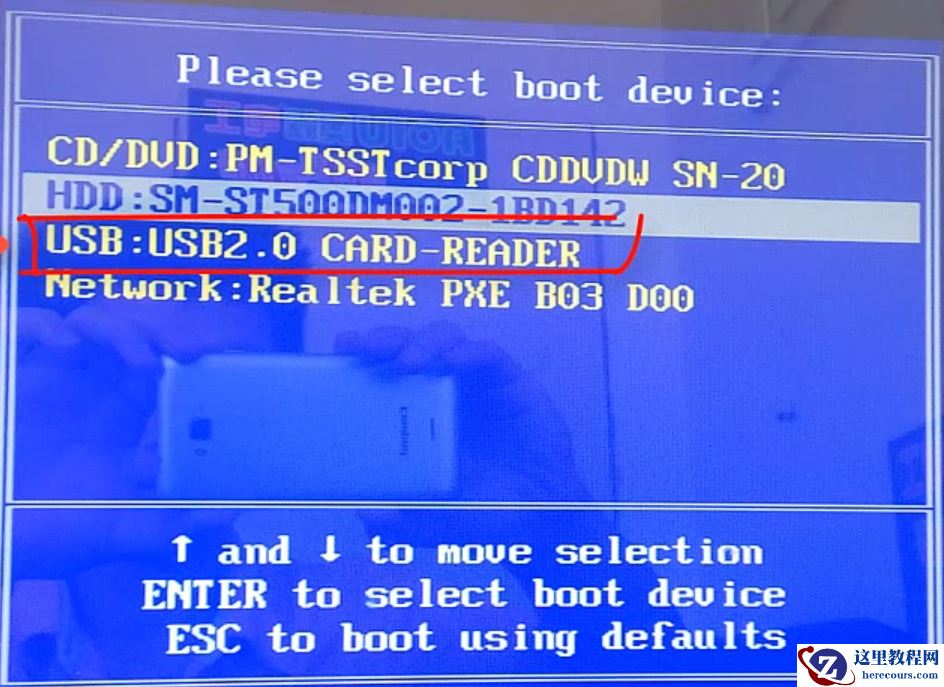 Please select boot device:
CD/DVD:PM-TSSTcorp CDDVDW SN-20
HDD:SM-ST500DM002-1BD142
USB:USB2.0 CARD-READER
Network:Realtek PXE B03 D00
↑ and ↓ to move selection
ENTER to select boot device
ESC to boot using defaults
这里教程网
herecours.com